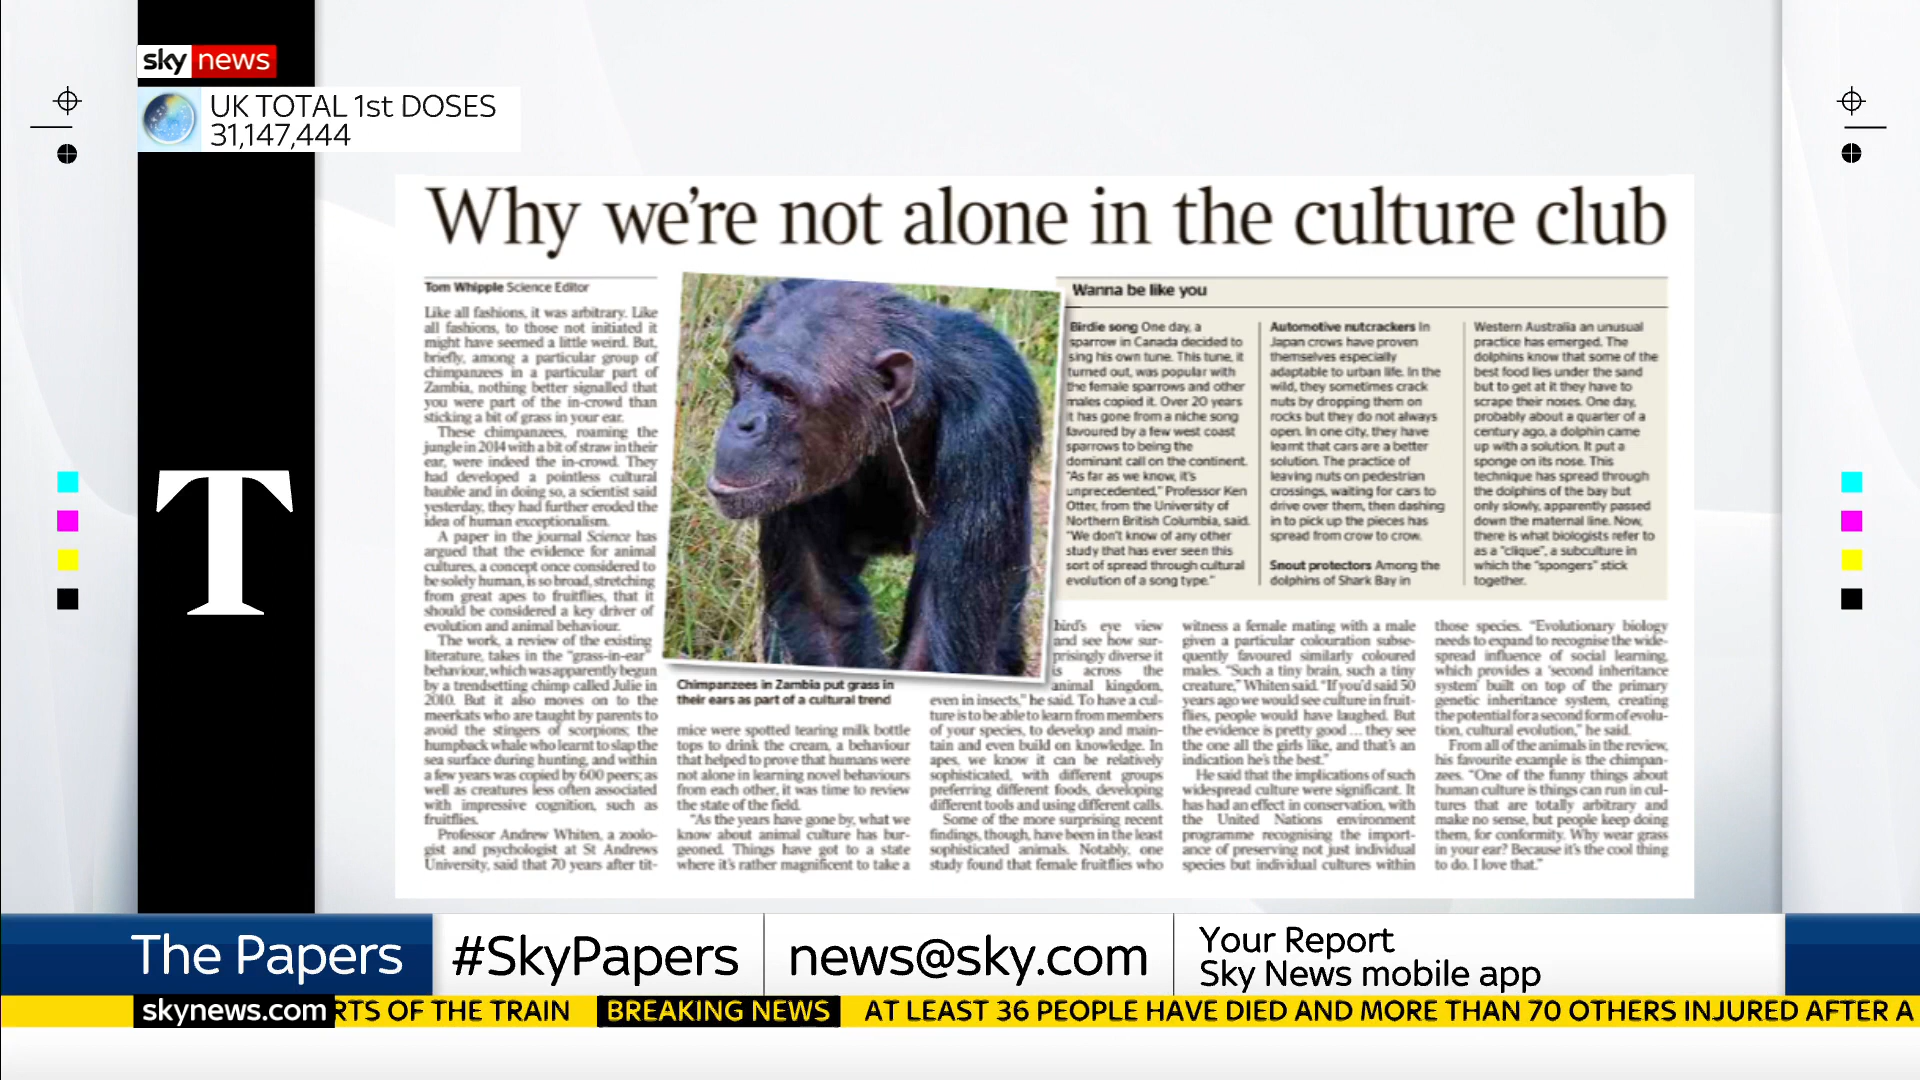 sky news
UK TOTAL 1st DOSES
31,147,444
T
Why we're not alone in the culture club
Tom Whipple Science Editor
Like all fashions, it was arbitrary. Like
all fashions, to those not initiated it
might have seemed a little weird. But,
briefly, among a particular group of
chimpanzees in a particular part of
Zambia, nothing better signalled that
you were part of the in-crowd than
sticking a bit of grass in your ear.
These chimpanzees, roaming the
jungle in 2014 with a bit of straw in their
ear, were indeed the in-crowd. They
had developed a pointless cultural
bauble and in doing so, a scientist said
yesterday, they had further eroded the
idea of human exceptionalism.
A paper in the journal Science has
argued that the evidence for animal
cultures, a concept once considered to
be solely human, is so broad, stretching
from great apes to fruitflies, that it
should be considered a key driver of
evolution and animal behaviour.
The work, a review of the existing
literature, takes in the "grass-in-ear"
behaviour, which was apparently begun
by a trendsetting chimp called Julie in
2010. But it also moves on to the
meerkats who are taught by parents to
avoid the stingers of scorpions; the
humpback whale who learnt to slap the
sea surface during hunting, and within
a few years was copied by 600 peers; as
well as creatures less often associated
with impressive cognition, such as
fruitflies.
Professor Andrew Whiten, a zoolo-
gist and psychologist at St Andrews
University, said that 70 years after tit-
Chimpanzees in Zambia put grass in
their ears as part of a cultural trend
mice were spotted tearing milk bottle
tops to drink the cream, a behaviour
that helped to prove that humans were
not alone in learning novel behaviours
from each other, it was time to review
the state of the field.
"As the years have gone by, what we
know about animal culture has bur-
geoned. Things have got to a state
where it's rather magnificent to take a
bird's eye view
and see how sur-
prisingly diverse it
is across the
animal kingdom,
even in insects," he said. To have a cul-
ture is to be able to learn from members
of your species, to develop and main-
tain and even build on knowledge. In
apes, we know it can be relatively
sophisticated, with different groups
preferring different foods, developing
different tools and using different calls.
Some of the more surprising recent
findings, though, have been in the least
sophisticated animals. Notably, one
study found that female fruitflies who
witness a female mating with a male
given a particular colouration subse-
quently favoured similarly coloured
males. "Such a tiny brain, such a tiny
creature," Whiten said. "If you'd said 50
years ago we would see culture in fruit-
flies, people would have laughed. But
the evidence is pretty good ... they see
the one all the girls like, and that's an
indication he's the best."
He said that the implications of such
widespread culture were significant. It
has had an effect in conservation, with
the United Nations environment
programme recognising the import-
ance of preserving not just individual
species but individual cultures within
those species. "Evolutionary biology
needs to expand to recognise the wide-
spread influence of social learning,
which provides a 'second inheritance
system' built on top of the primary
genetic inheritance system, creating
the potential for a second form of evolu-
tion, cultural evolution," he said.
From all of the animals in the review,
his favourite example is the chimpan-
zees. "One of the funny things about
human culture is things can run in cul-
tures that are totally arbitrary and
make no sense, but people keep doing
them, for conformity. Why wear grass
in your ear? Because it's the cool thing
to do. I love that."
Wanna be like you
Birdie song One day, a
sparrow in Canada decided to
sing his own tune. This tune, it
turned out, was popular with
the female sparrows and other
males copied it. Over 20 years
it has gone from a niche song
favoured by a few west coast
sparrows to being the
dominant call on the continent.
"As far as we know, it's
unprecedented," Professor Ken
Otter, from the University of
Northern British Columbia, said.
"We don't know of any other
study that has ever seen this
sort of spread through cultural
evolution of a song type."
Automotive nutcrackers In
Japan crows have proven
themselves especially
adaptable to urban life. In the
wild, they sometimes crack
nuts by dropping them on
rocks but they do not always
open. In one city, they have
learnt that cars are a better
solution. The practice of
leaving nuts on pedestrian
crossings, waiting for cars to
drive over them, then dashing
in to pick up the pieces has
spread from crow to crow.
Snout protectors Among the
dolphins of Shark Bay in
Western Australia an unusual
practice has emerged. The
dolphins know that some of the
best food lies under the sand
but to get at it they have to
scrape their noses. One day,
probably about a quarter of a
century ago, a dolphin came
up with a solution. It put a
sponge on its nose. This
technique has spread through
the dolphins of the bay but
only slowly, apparently passed
down the maternal line. Now,
there is what biologists refer to
as a "clique", a subculture in
which the "spongers" stick
together.
The Papers
#SkyPapers
news@sky.com
Your Report
Sky News mobile app
skynews.com
RTS OF THE TRAIN BREAKING NEWS AT LEAST 36 PEOPLE HAVE DIED AND MORE THAN 70 OTHERS INJURED AFTER A